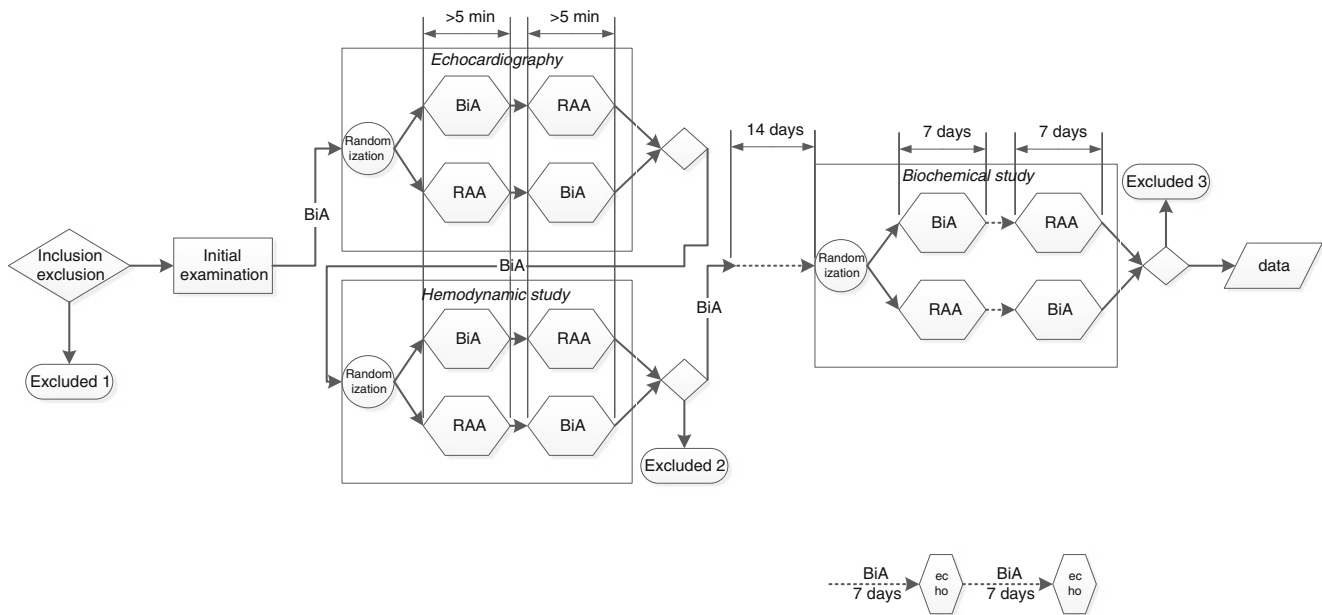 >5 min
>5 min
Echocardiography
BiA
RAA
Random
ization
RAA
BiA
BiA
Inclusion
exclusion
Initial
examination
Excluded 1
BiA
Hemodynamic study
BiA
RAA
Random
ization
RAA
BiA
Excluded 2
BiA
14 days
7 days
7 days
Biochemical study
BiA
RAA
Random
ization
RAA
BiA
Excluded 3
data
BiA
7 days
ec
ho
BiA
7 days
ec
ho